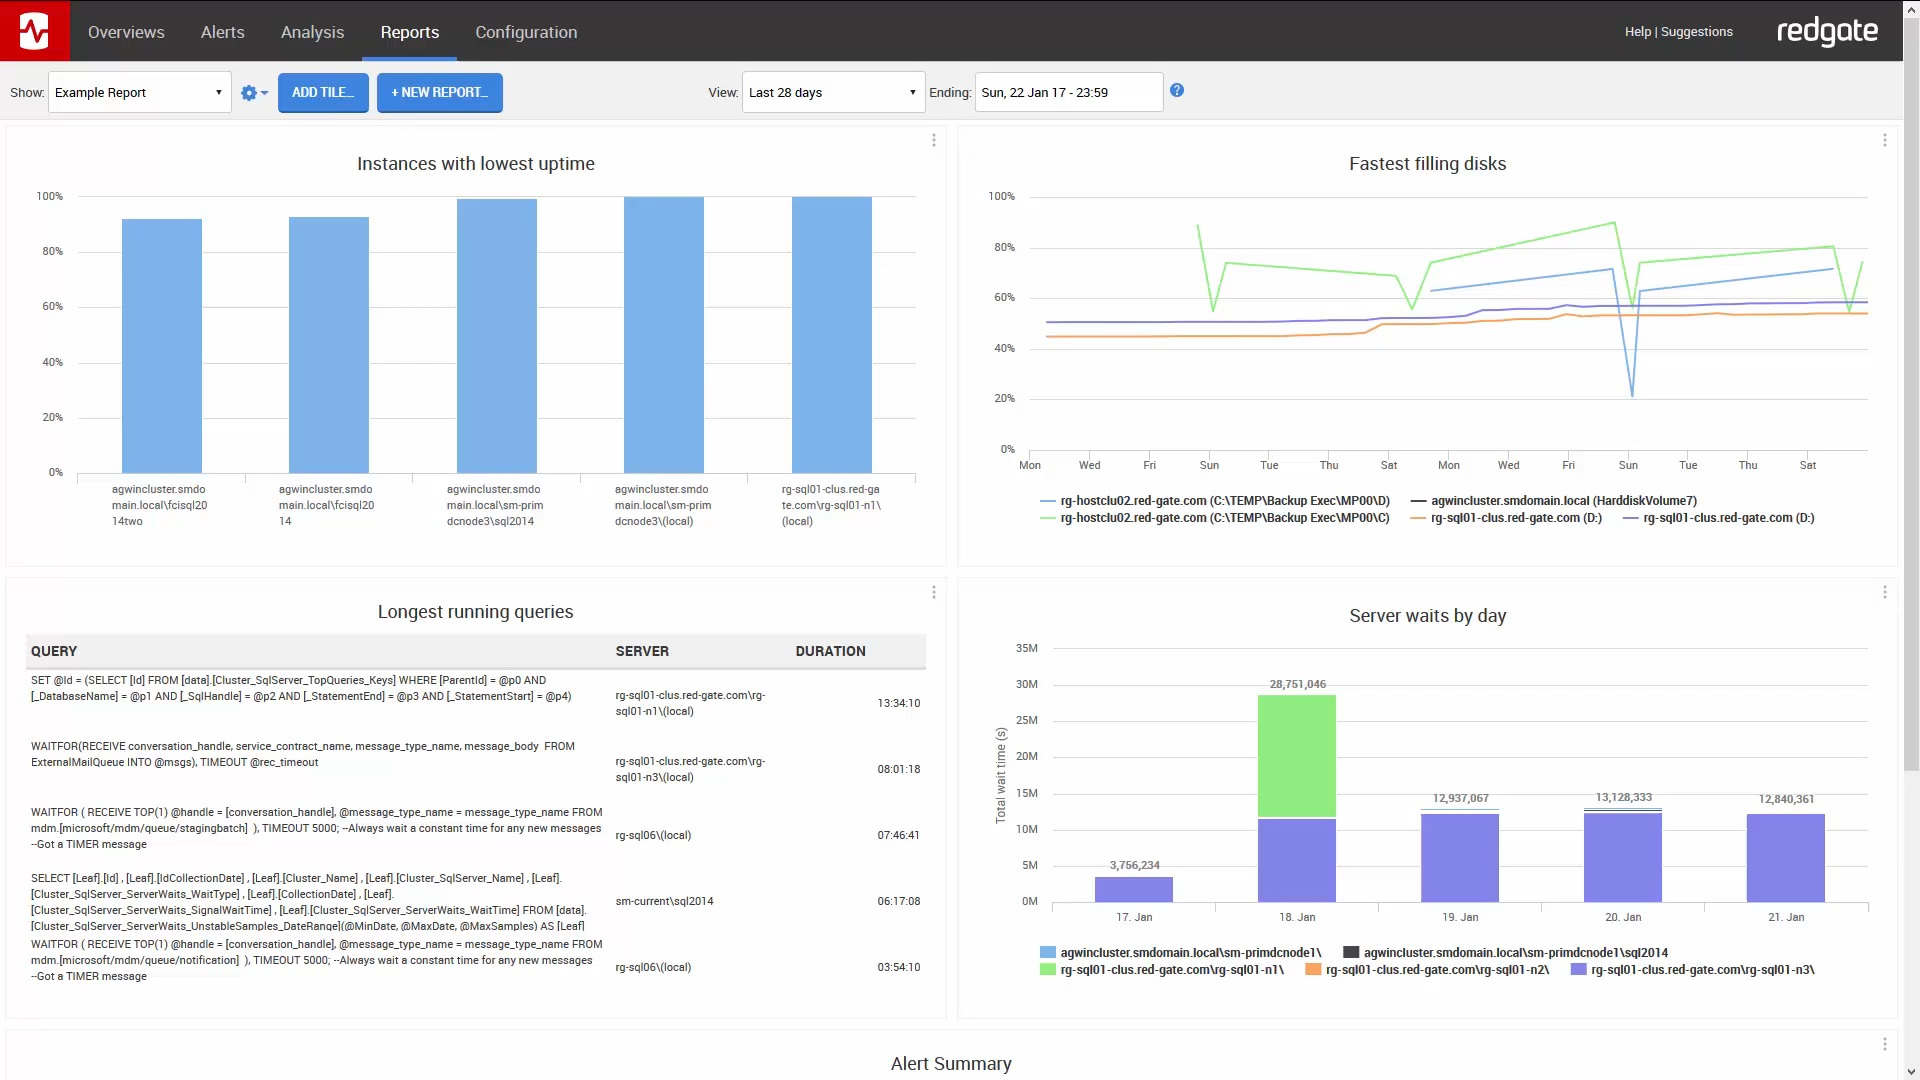 Overviews Alerts Analysis Reports Configuration Help | Suggestions redgate
Show: Example Report ADD TILE... + NEW REPORT... View: Last 28 days Ending: Sun, 22 Jan 17 - 23:59 ?
Instances with lowest uptime
100%
80%
60%
40%
20%
0%
agwincluster.smdo
main.local\fcisql20
14two
agwincluster.smdo
main.local\fcisql20
14
agwincluster.smdo
main.local\sm-prim
dcnode3\sql2014
agwincluster.smdo
main.local\sm-prim
dcnode3\(local)
rg-sql01-clus.red-ga
te.com\rg-sql01-n1\
(local)
Fastest filling disks
100%
80%
60%
40%
20%
0%
Mon Wed Fri Sun Tue Thu Sat Mon Wed Fri Sun Tue Thu Sat
rg-hostclu02.red-gate.com (C:\TEMP\Backup Exec\MP00\D) agwincluster.smdomain.local (HarddiskVolume7)
rg-hostclu02.red-gate.com (C:\TEMP\Backup Exec\MP00\C) rg-sql01-clus.red-gate.com (D:) rg-sql01-clus.red-gate.com (D:)
Longest running queries
QUERY SERVER DURATION
SET @Id = (SELECT [Id] FROM [data].[Cluster_SqlServer_TopQueries_Keys] WHERE [ParentId] = @p0 AND
[_DatabaseName] = @p1 AND [_SqlHandle] = @p2 AND [_StatementEnd] = @p3 AND [_StatementStart] = @p4)
rg-sql01-clus.red-gate.com\rg-
sql01-n1\(local)
13:34:10
WAITFOR(RECEIVE conversation_handle, service_contract_name, message_type_name, message_body FROM
ExternalMailQueue INTO @msgs), TIMEOUT @rec_timeout
rg-sql01-clus.red-gate.com\rg-
sql01-n3\(local)
08:01:18
WAITFOR ( RECEIVE TOP(1) @handle = [conversation_handle], @message_type_name = message_type_name FROM
mdm.[microsoft/mdm/queue/stagingbatch] ), TIMEOUT 5000; --Always wait a constant time for any new messages
--Got a TIMER message
rg-sql06\(local)
07:46:41
SELECT [Leaf].[Id] , [Leaf].[IdCollectionDate] , [Leaf].[Cluster_Name] , [Leaf].[Cluster_SqlServer_Name] , [Leaf].
[Cluster_SqlServer_ServerWaits_WaitType] , [Leaf].[CollectionDate] , [Leaf].
[Cluster_SqlServer_ServerWaits_SignalWaitTime] , [Leaf].[Cluster_SqlServer_ServerWaits_WaitTime] FROM [data].
[Cluster_SqlServer_ServerWaits_UnstableSamples_DateRange](@MinDate, @MaxDate, @MaxSamples) AS [Leaf]
sm-current\sql2014
06:17:08
WAITFOR ( RECEIVE TOP(1) @handle = [conversation_handle], @message_type_name = message_type_name FROM
mdm.[microsoft/mdm/queue/notification] ), TIMEOUT 5000; --Always wait a constant time for any new messages
--Got a TIMER message
rg-sql06\(local)
03:54:10
Server waits by day
Total wait time (s)
35M
30M
25M
20M
15M
10M
5M
0M
3,756,234
28,751,046
12,937,067
13,128,333
12,840,361
17. Jan 18. Jan 19. Jan 20. Jan 21. Jan
agwincluster.smdomain.local\sm-primdcnode1\ agwincluster.smdomain.local\sm-primdcnode1\sql2014
rg-sql01-clus.red-gate.com\rg-sql01-n1\ rg-sql01-clus.red-gate.com\rg-sql01-n2\ rg-sql01-clus.red-gate.com\rg-sql01-n3\
Alert Summary